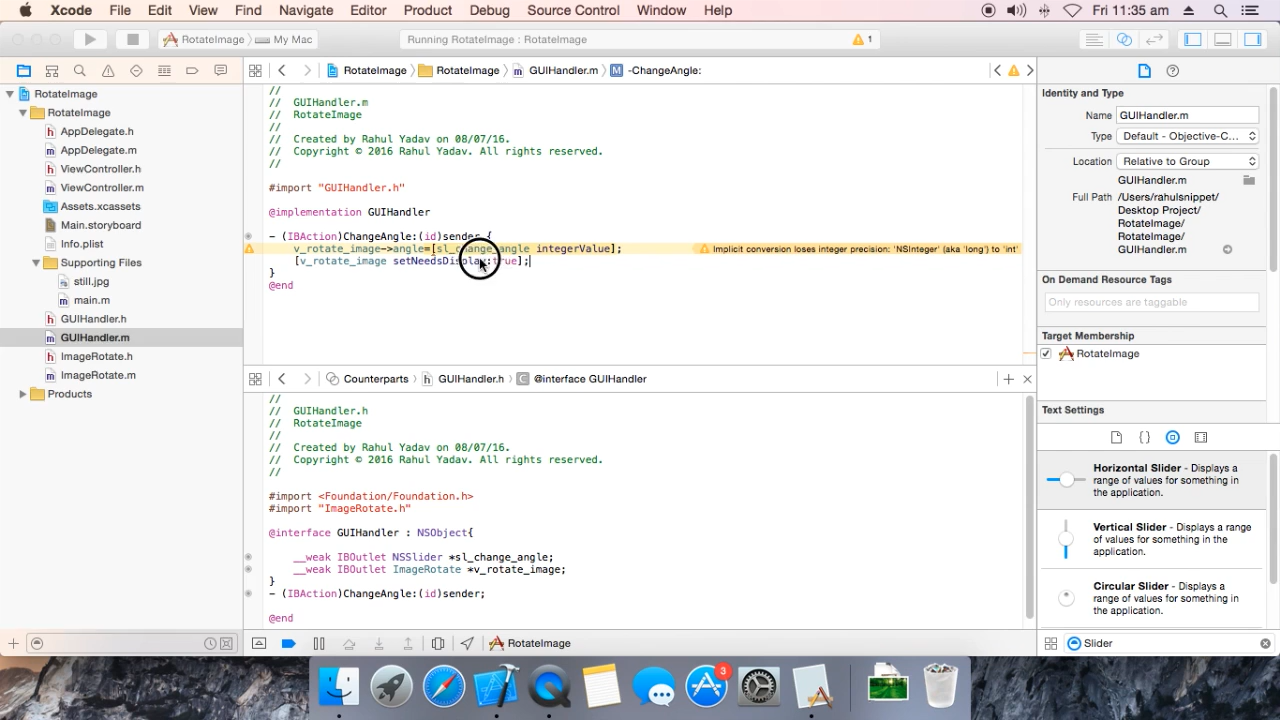 Xcode File Edit View Find Navigate Editor Product Debug Source Control Window Help Fri 11:35 am
RotateImage My Mac Running RotateImage : RotateImage 1
RotateImage RotateImage GUIHandler.m -ChangeAngle:
RotateImage
RotateImage
AppDelegate.h
AppDelegate.m
ViewController.h
ViewController.m
Assets.xcassets
Main.storyboard
Info.plist
Supporting Files
still.jpg
main.m
GUIHandler.h
GUIHandler.m
ImageRotate.h
ImageRotate.m
Products
//
// GUIHandler.m
// RotateImage
//
// Created by Rahul Yadav on 08/07/16.
// Copyright © 2016 Rahul Yadav. All rights reserved.
//
#import "GUIHandler.h"
@implementation GUIHandler
- (IBAction)ChangeAngle:(id)sender {
v_rotate_image->angle=[sl_change_angle integerValue]; Implicit conversion loses integer precision: 'NSInteger' (aka 'long') to 'int'
[v_rotate_image setNeedsDisplay:true];
}
@end
Counterparts GUIHandler.h @interface GUIHandler
//
// GUIHandler.h
// RotateImage
//
// Created by Rahul Yadav on 08/07/16.
// Copyright © 2016 Rahul Yadav. All rights reserved.
//
#import <Foundation/Foundation.h>
#import "ImageRotate.h"
@interface GUIHandler : NSObject{
__weak IBOutlet NSSlider *sl_change_angle;
__weak IBOutlet ImageRotate *v_rotate_image;
}
- (IBAction)ChangeAngle:(id)sender;
@end
RotateImage
Identity and Type
Name GUIHandler.m
Type Default - Objective-C...
Location Relative to Group
GUIHandler.m
Full Path /Users/rahulsnippet/
Desktop Project/
RotateImage/
RotateImage/
GUIHandler.m
On Demand Resource Tags
Only resources are taggable
Target Membership
RotateImage
Text Settings
Horizontal Slider - Displays a
range of values for something in
the application.
Vertical Slider - Displays a range
of values for something in the
application.
Circular Slider - Displays a
range of values for something in
the application.
Slider
3